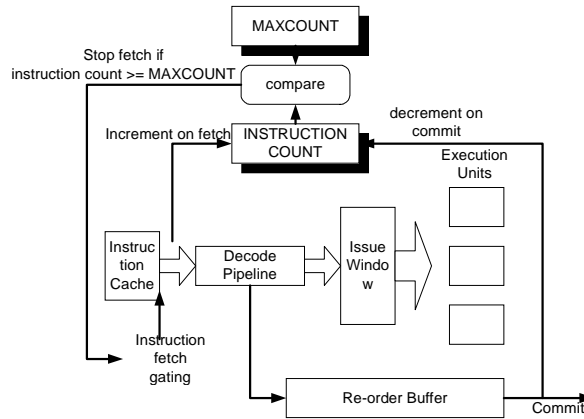 MAXCOUNT
Stop fetch if
instruction count >= MAXCOUNT
compare
decrement on
commit
Increment on fetch
INSTRUCTION
COUNT
Execution
Units
Instruc
tion
Cache
Decode
Pipeline
Issue
Windo
w
Instruction
fetch
gating
Re-order Buffer
Commit